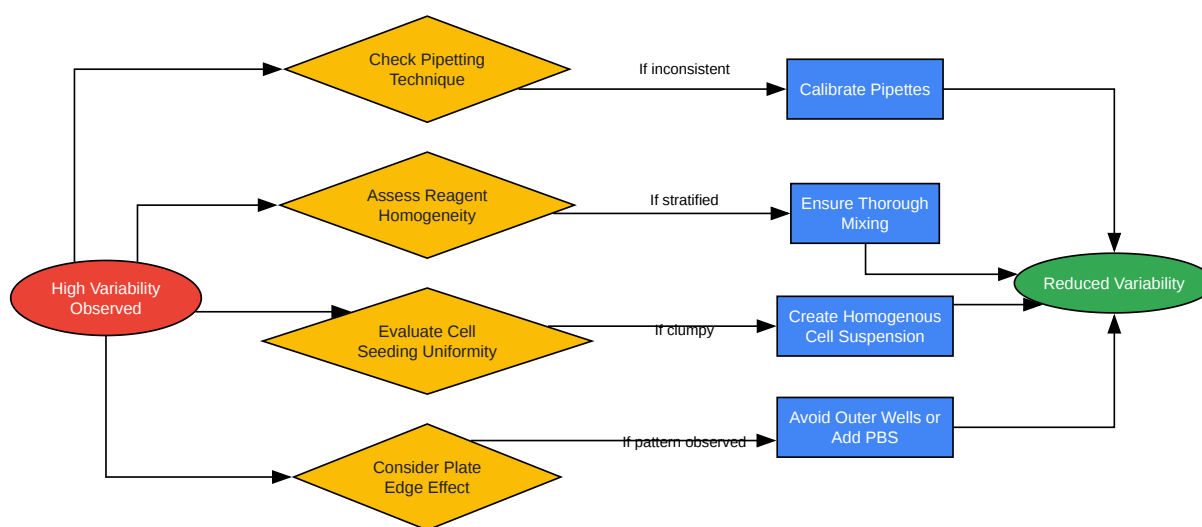 Check Pipetting
Technique
If inconsistent
Calibrate Pipettes
Assess Reagent
Homogeneity
If stratified
Ensure Thorough
Mixing
High Variability
Observed
Reduced Variability
Evaluate Cell
Seeding Uniformity
If clumpy
Create Homogenous
Cell Suspension
Consider Plate
Edge Effect
If pattern observed
Avoid Outer Wells or
Add PBS